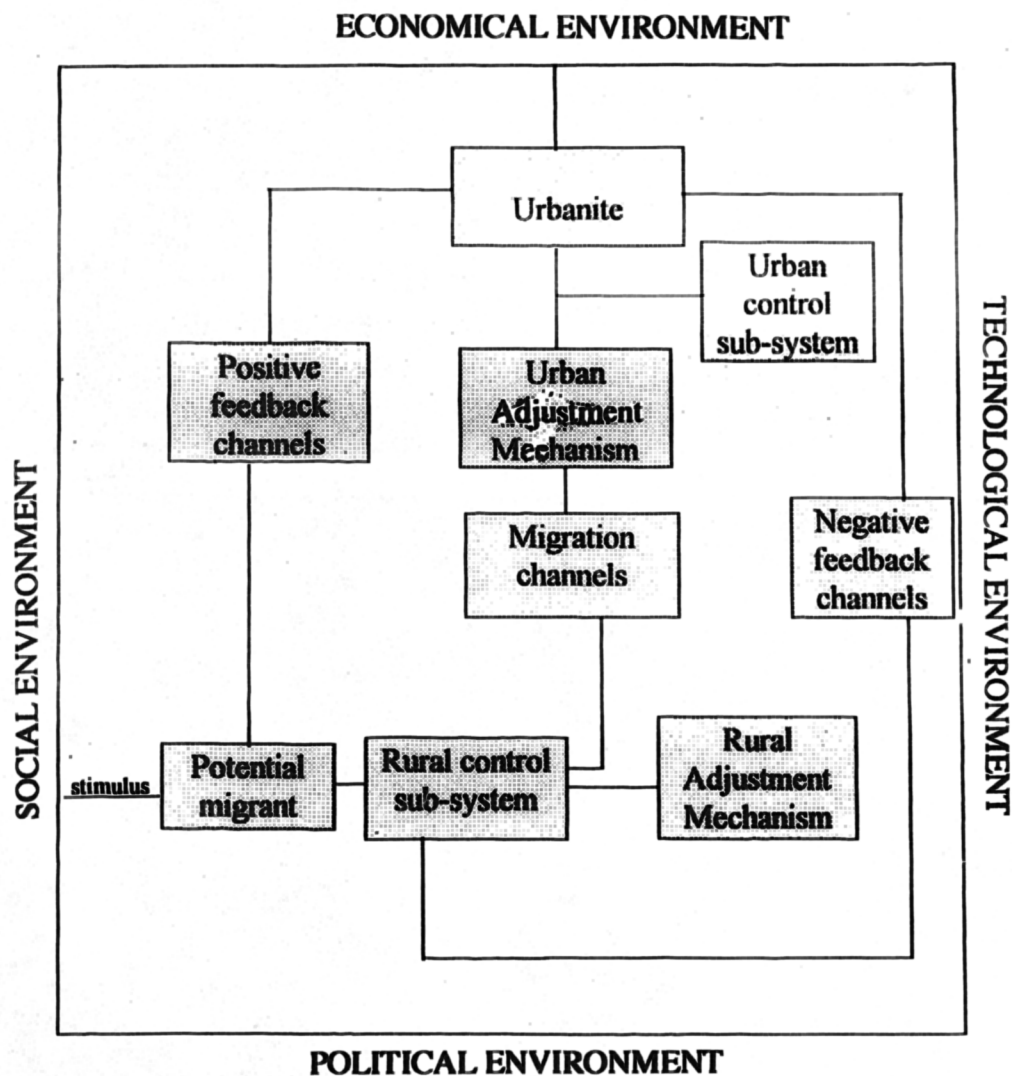 ECONOMICAL ENVIRONMENT
Urbanite
Urban
control
sub-system
Positive
feedback
channels
Urban
Adjustment
Mechanism
Migration
channels
Negative
feedback
channels
SOCIAL ENVIRONMENT
TECHNOLOGICAL ENVIRONMENT
stimulus
Potential
migrant
Rural control
sub-system
Rural
Adjustment
Mechanism
POLITICAL ENVIRONMENT